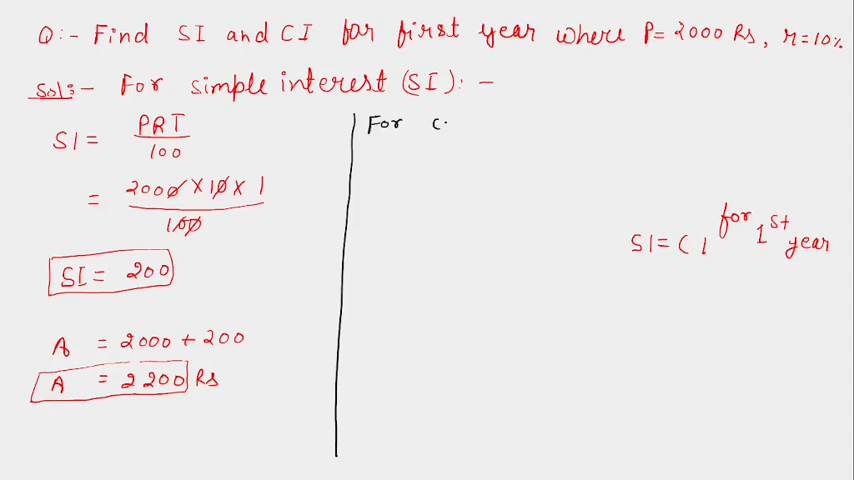 Q:- Find SI and CI for first year where P= 2000 Rs, r=10%
Sol:- For simple interest (SI): -
SI = PRT
100
= 2000 X 10 X 1
100
SI = 200
A = 2000 + 200
A = 2200 Rs
For c.
SI = CI for 1st year